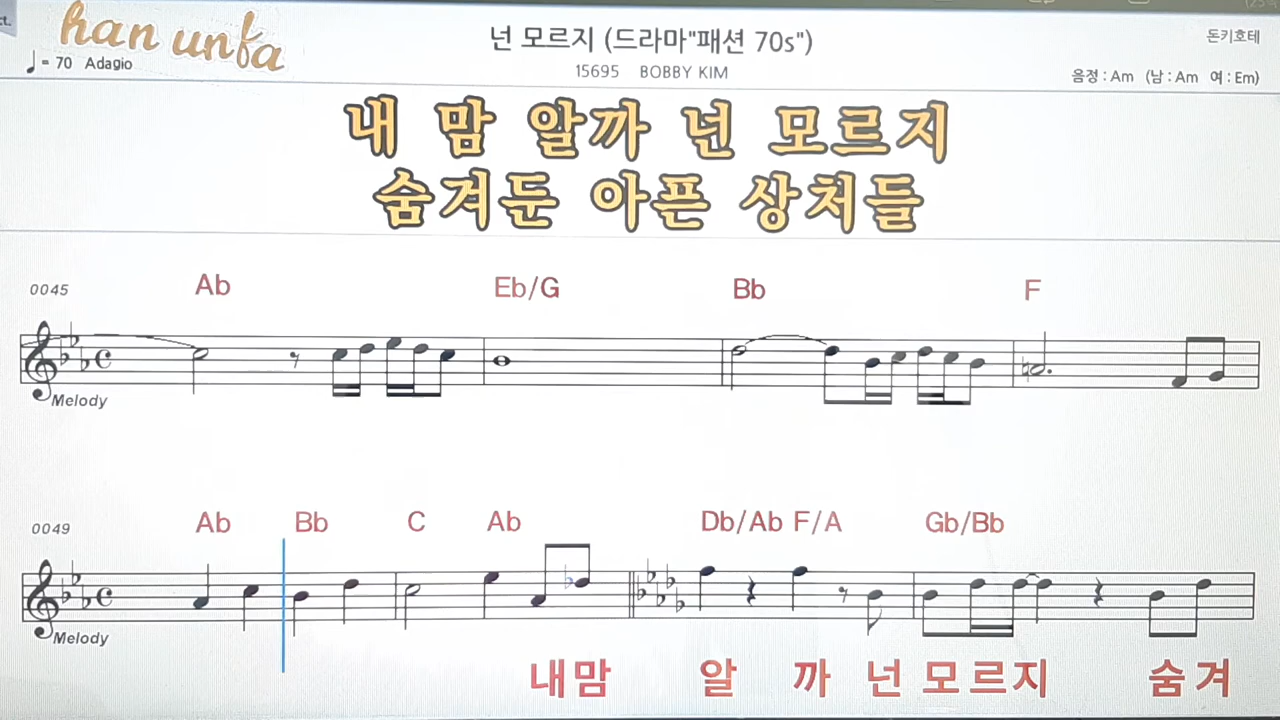 ct.
han unfa
넌 모르지 (드라마"패션 70s")
돈키호테
♩= 70 Adagio
15695 BOBBY KIM
음정 : Am (남 : Am 여 : Em)
내 맘 알까 넌 모르지
숨겨둔 아픈 상처들
0045 Ab Eb/G Bb F
Melody
0049 Ab Bb C Ab Db/Ab F/A Gb/Bb
Melody
내맘 알 까 넌 모르지 숨겨